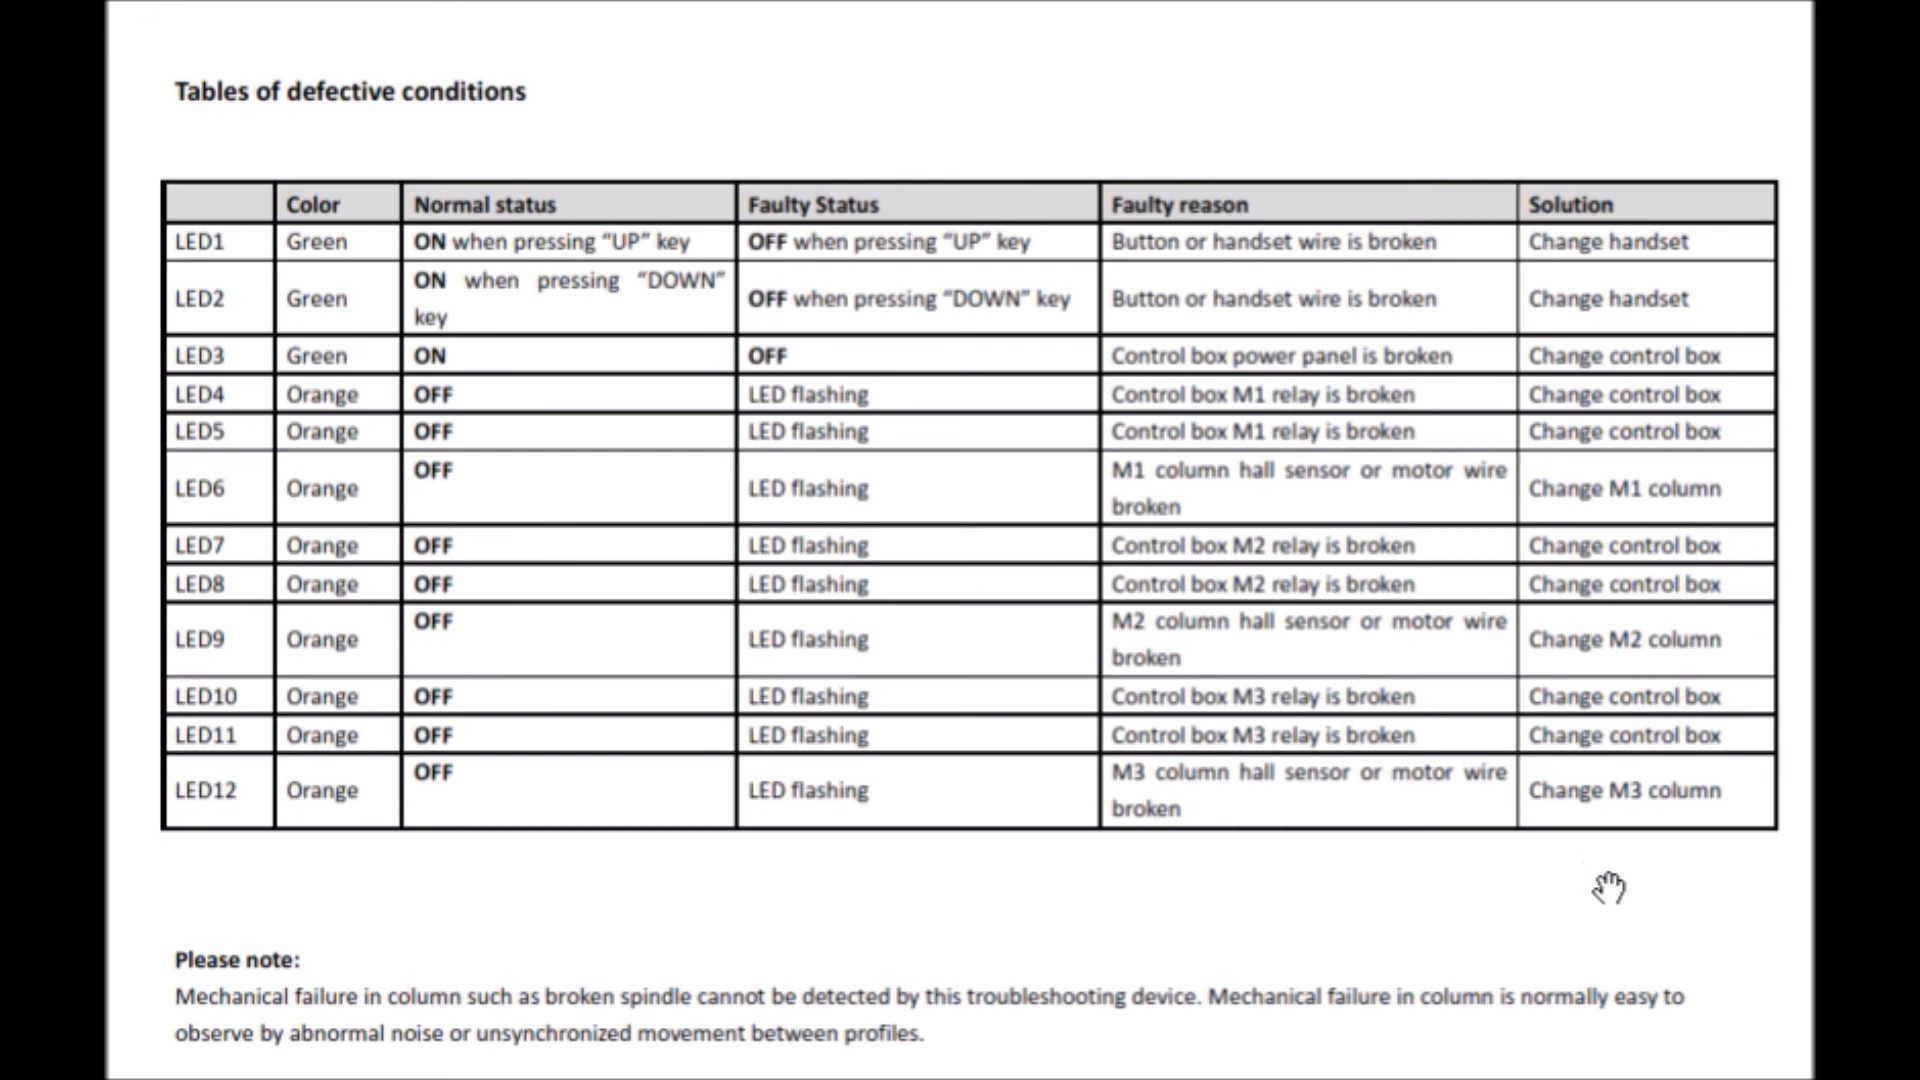 Tables of defective conditions
Color Normal status Faulty Status Faulty reason Solution
LED1 Green ON when pressing “UP” key OFF when pressing “UP” key Button or handset wire is broken Change handset
LED2 Green ON when pressing “DOWN” key OFF when pressing “DOWN” key Button or handset wire is broken Change handset
LED3 Green ON OFF Control box power panel is broken Change control box
LED4 Orange OFF LED flashing Control box M1 relay is broken Change control box
LED5 Orange OFF LED flashing Control box M1 relay is broken Change control box
LED6 Orange OFF LED flashing M1 column hall sensor or motor wire broken Change M1 column
LED7 Orange OFF LED flashing Control box M2 relay is broken Change control box
LED8 Orange OFF LED flashing Control box M2 relay is broken Change control box
LED9 Orange OFF LED flashing M2 column hall sensor or motor wire broken Change M2 column
LED10 Orange OFF LED flashing Control box M3 relay is broken Change control box
LED11 Orange OFF LED flashing Control box M3 relay is broken Change control box
LED12 Orange OFF LED flashing M3 column hall sensor or motor wire broken Change M3 column
Please note:
Mechanical failure in column such as broken spindle cannot be detected by this troubleshooting device. Mechanical failure in column is normally easy to
observe by abnormal noise or unsynchronized movement between profiles.